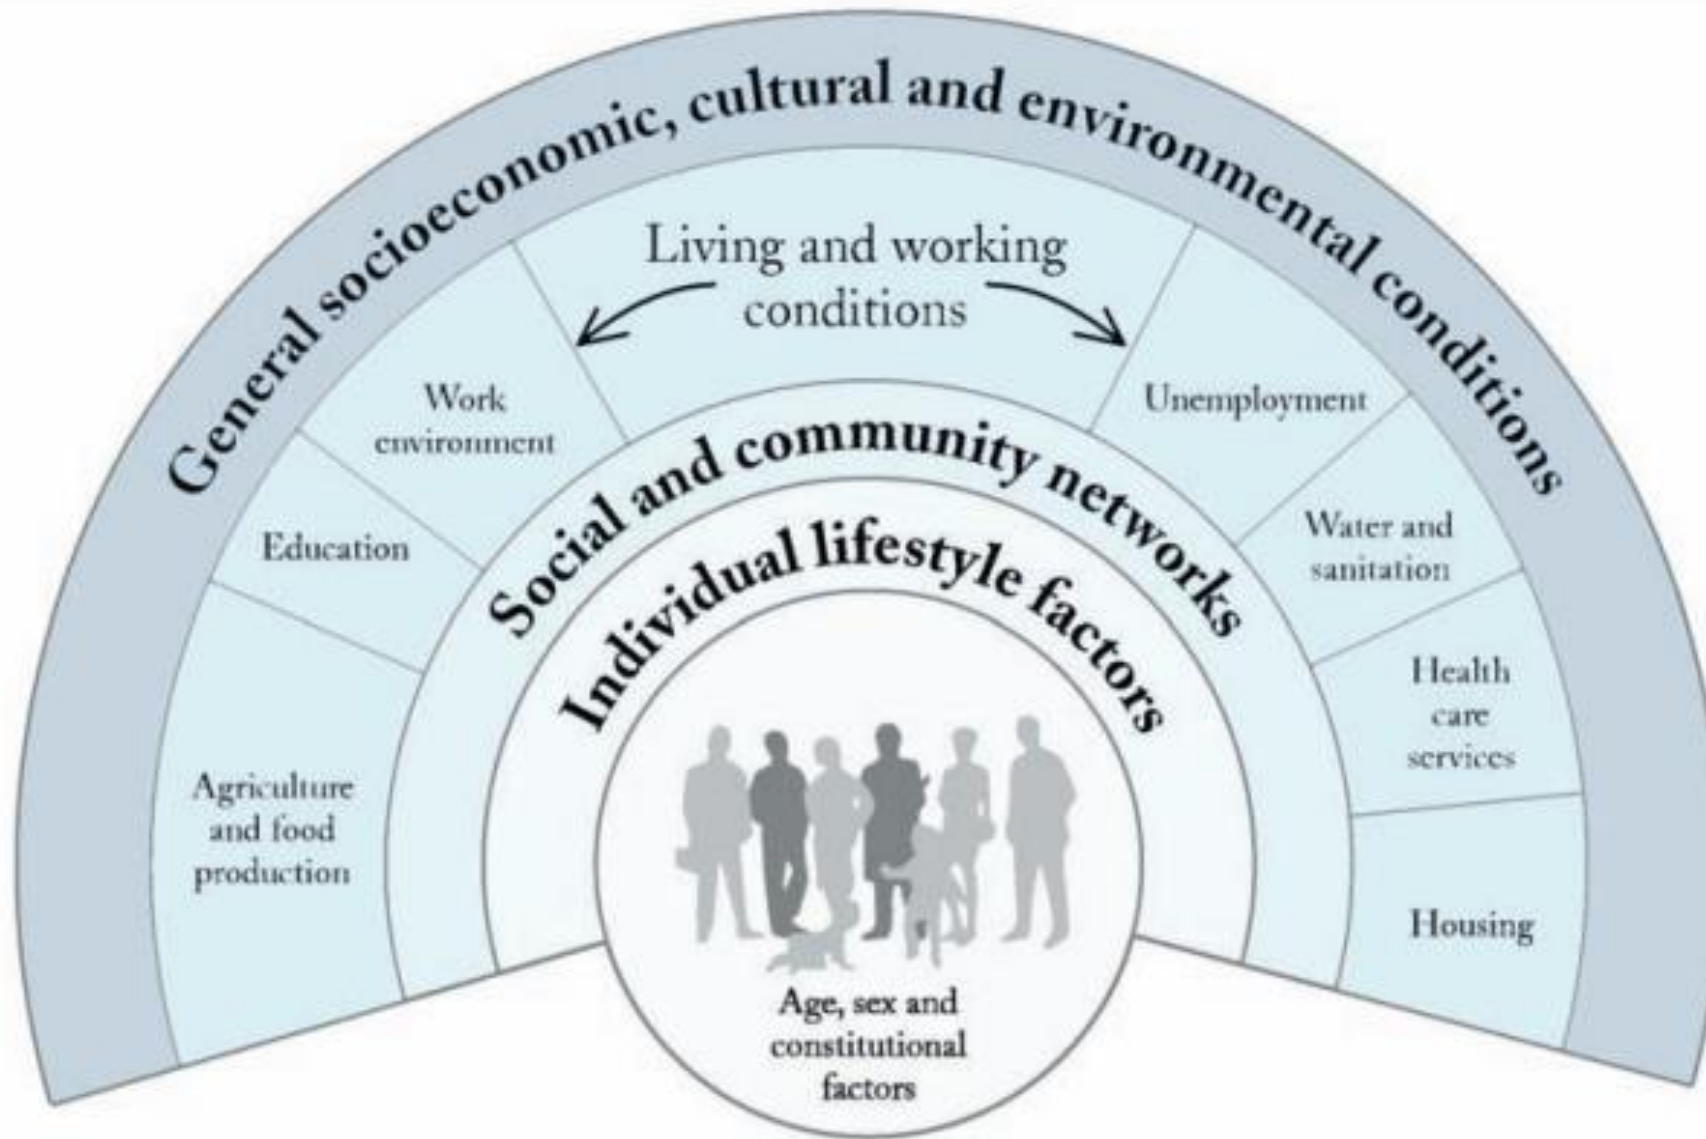 General socioeconomic, cultural and environmental conditions
Living and working
conditions
Work
environment
Unemployment
Education
Water and
sanitation
Agriculture
and food
production
Health
care
services
Housing
Social and community networks
Individual lifestyle factors
Age, sex and
constitutional
factors